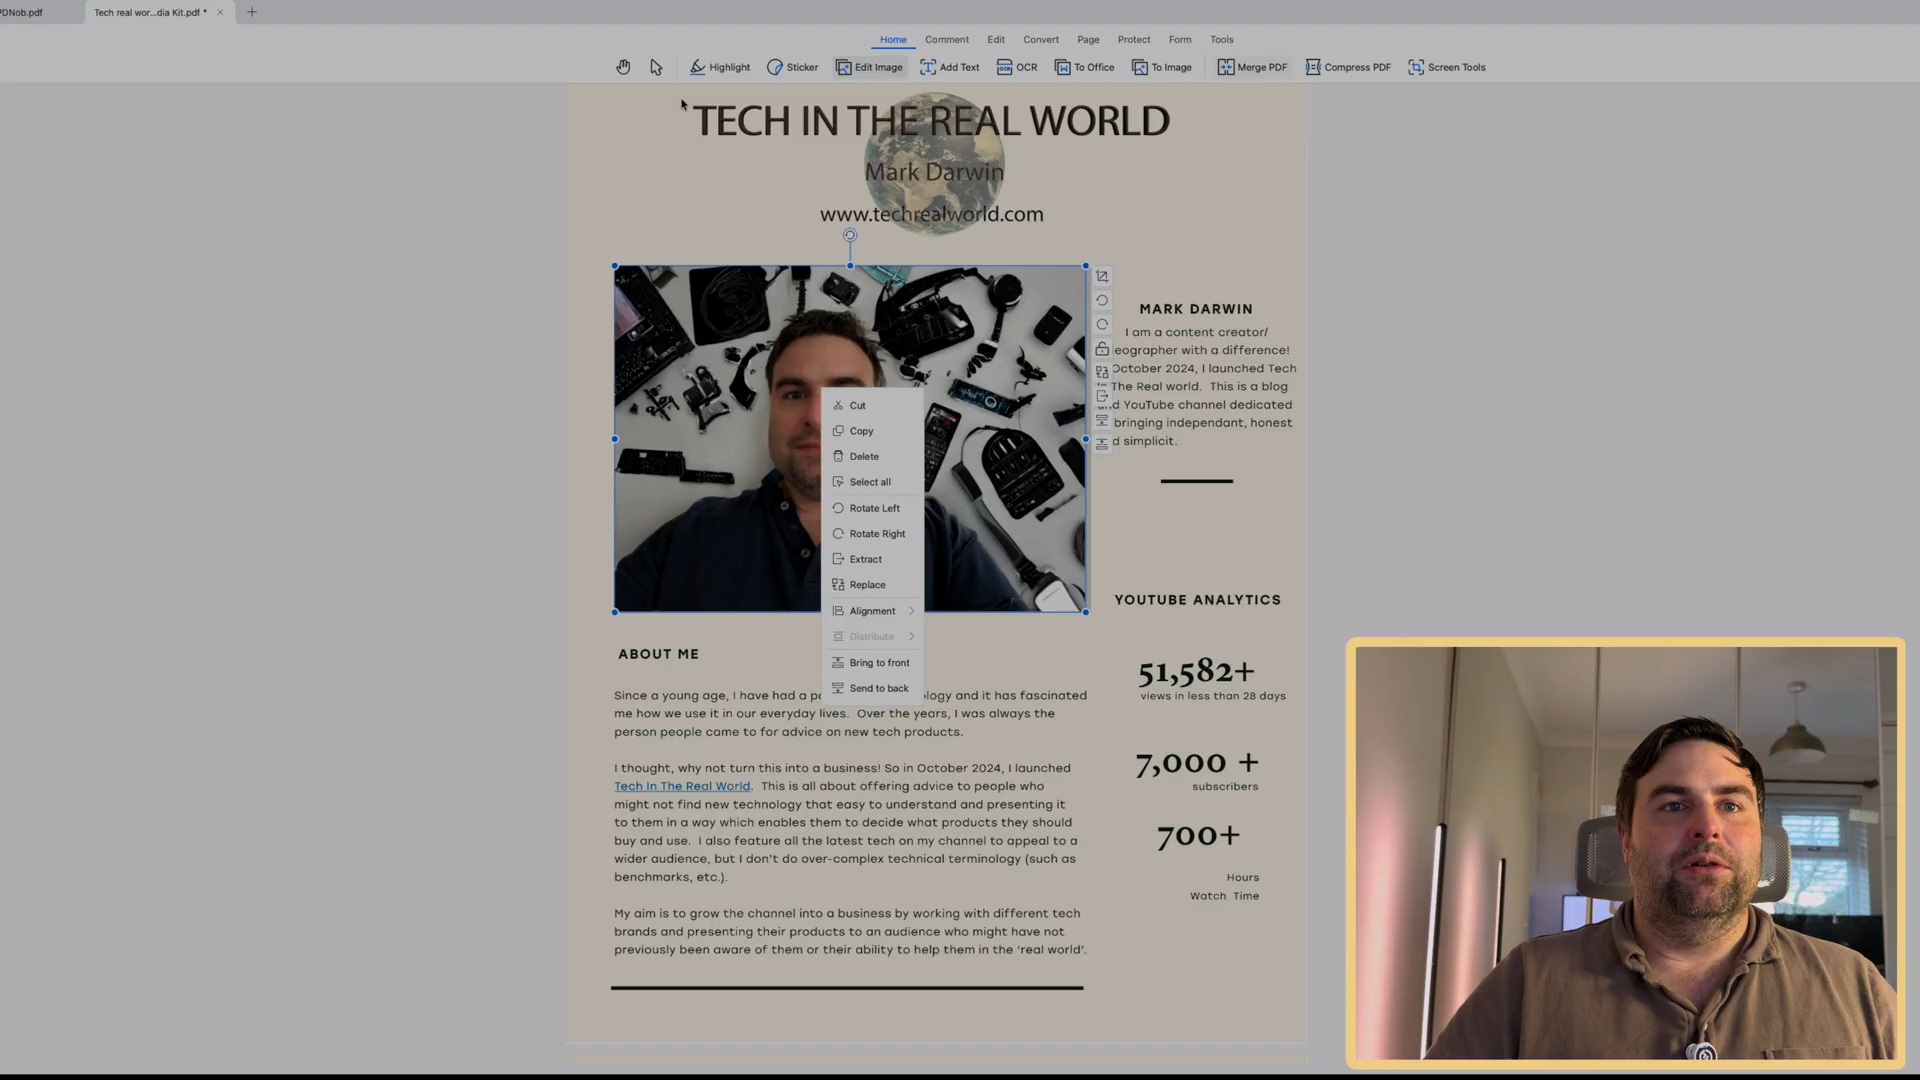 PDNob.pdf
Tech real wor...dia Kit.pdf *
Home Comment Edit Convert Page Protect Form Tools
Highlight Sticker Edit Image Add Text OCR To Office To Image Merge PDF Compress PDF Screen Tools
TECH IN THE REAL WORLD
Mark Darwin
www.techrealworld.com
MARK DARWIN
I am a content creator/
eographer with a difference!
October 2024, I launched Tech
The Real world. This is a blog
nd YouTube channel dedicated
bringing independant, honest
d simplicit.
Cut
Copy
Delete
Select all
Rotate Left
Rotate Right
Extract
Replace
Alignment
Distribute
Bring to front
Send to back
YOUTUBE ANALYTICS
51,582+
views in less than 28 days
7,000 +
subscribers
700+
Hours
Watch Time
ABOUT ME
Since a young age, I have had a pa ology and it has fascinated
me how we use it in our everyday lives. Over the years, I was always the
person people came to for advice on new tech products.
I thought, why not turn this into a business! So in October 2024, I launched
Tech In The Real World. This is all about offering advice to people who
might not find new technology that easy to understand and presenting it
to them in a way which enables them to decide what products they should
buy and use. I also feature all the latest tech on my channel to appeal to a
wider audience, but I don't do over-complex technical terminology (such as
benchmarks, etc.).
My aim is to grow the channel into a business by working with different tech
brands and presenting their products to an audience who might have not
previously been aware of them or their ability to help them in the 'real world'.